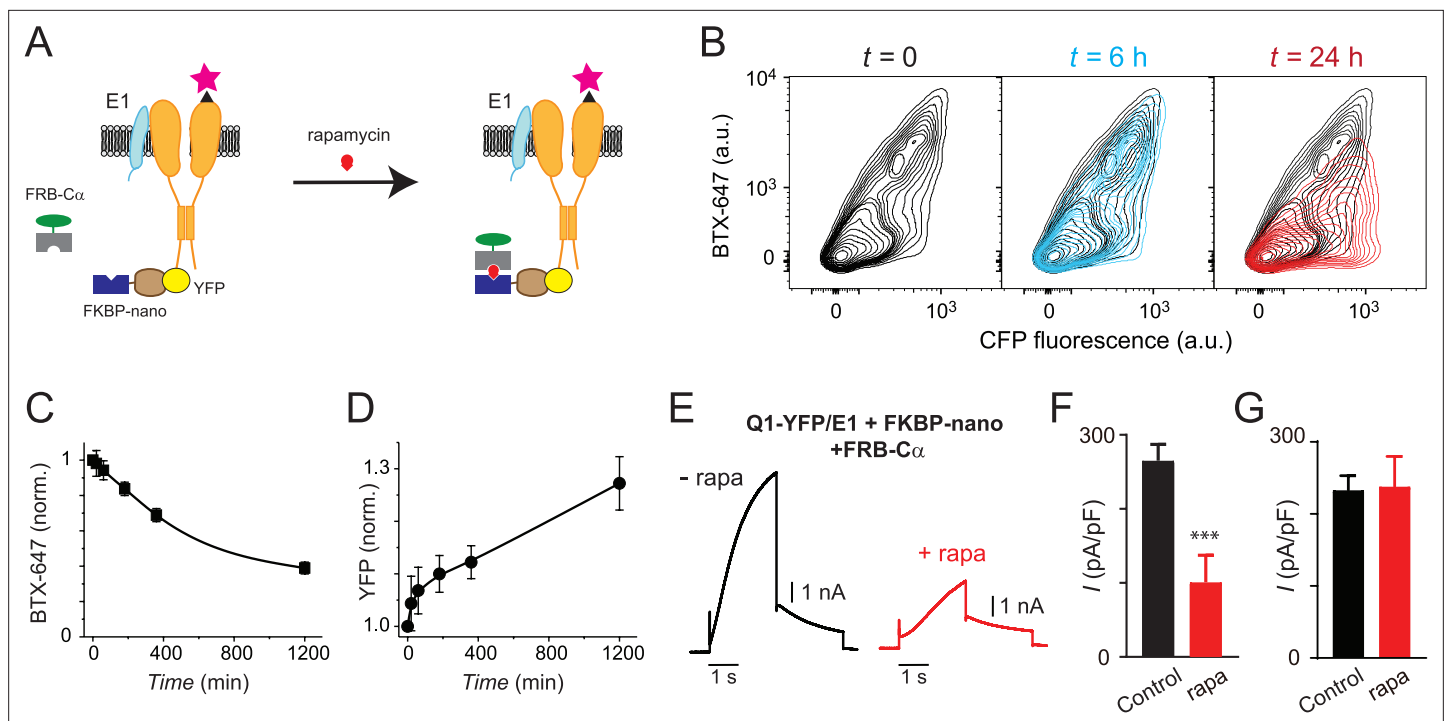 A
E1
FRB-Cα
FKBP-nano
YFP
rapamycin
E1
B
t = 0
t = 6 h
t = 24 h
10⁴
10³
0
BTX-647 (a.u.)
0 10³ 0 10³ 0 10³
CFP fluorescence (a.u.)
C
1
0
BTX-647 (norm.)
0 400 800 1200
Time (min)
D
1.3
1.0
YFP (norm.)
0 400 800 1200
Time (min)
E
Q1-YFP/E1 + FKBP-nano
+FRB-Cα
- rapa
1 nA
1 s
+ rapa
1 nA
1 s
F
300
0
I (pA/pF)
***
Control rapa
G
300
0
I (pA/pF)
Control rapa